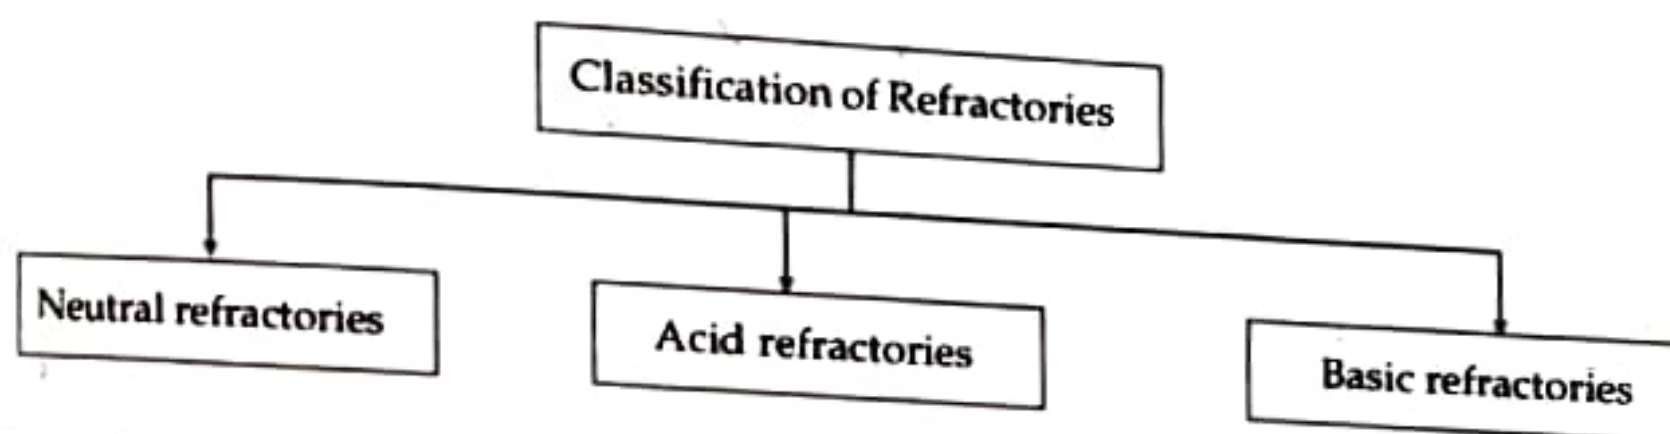 Classification of Refractories
Neutral refractories
Acid refractories
Basic refractories